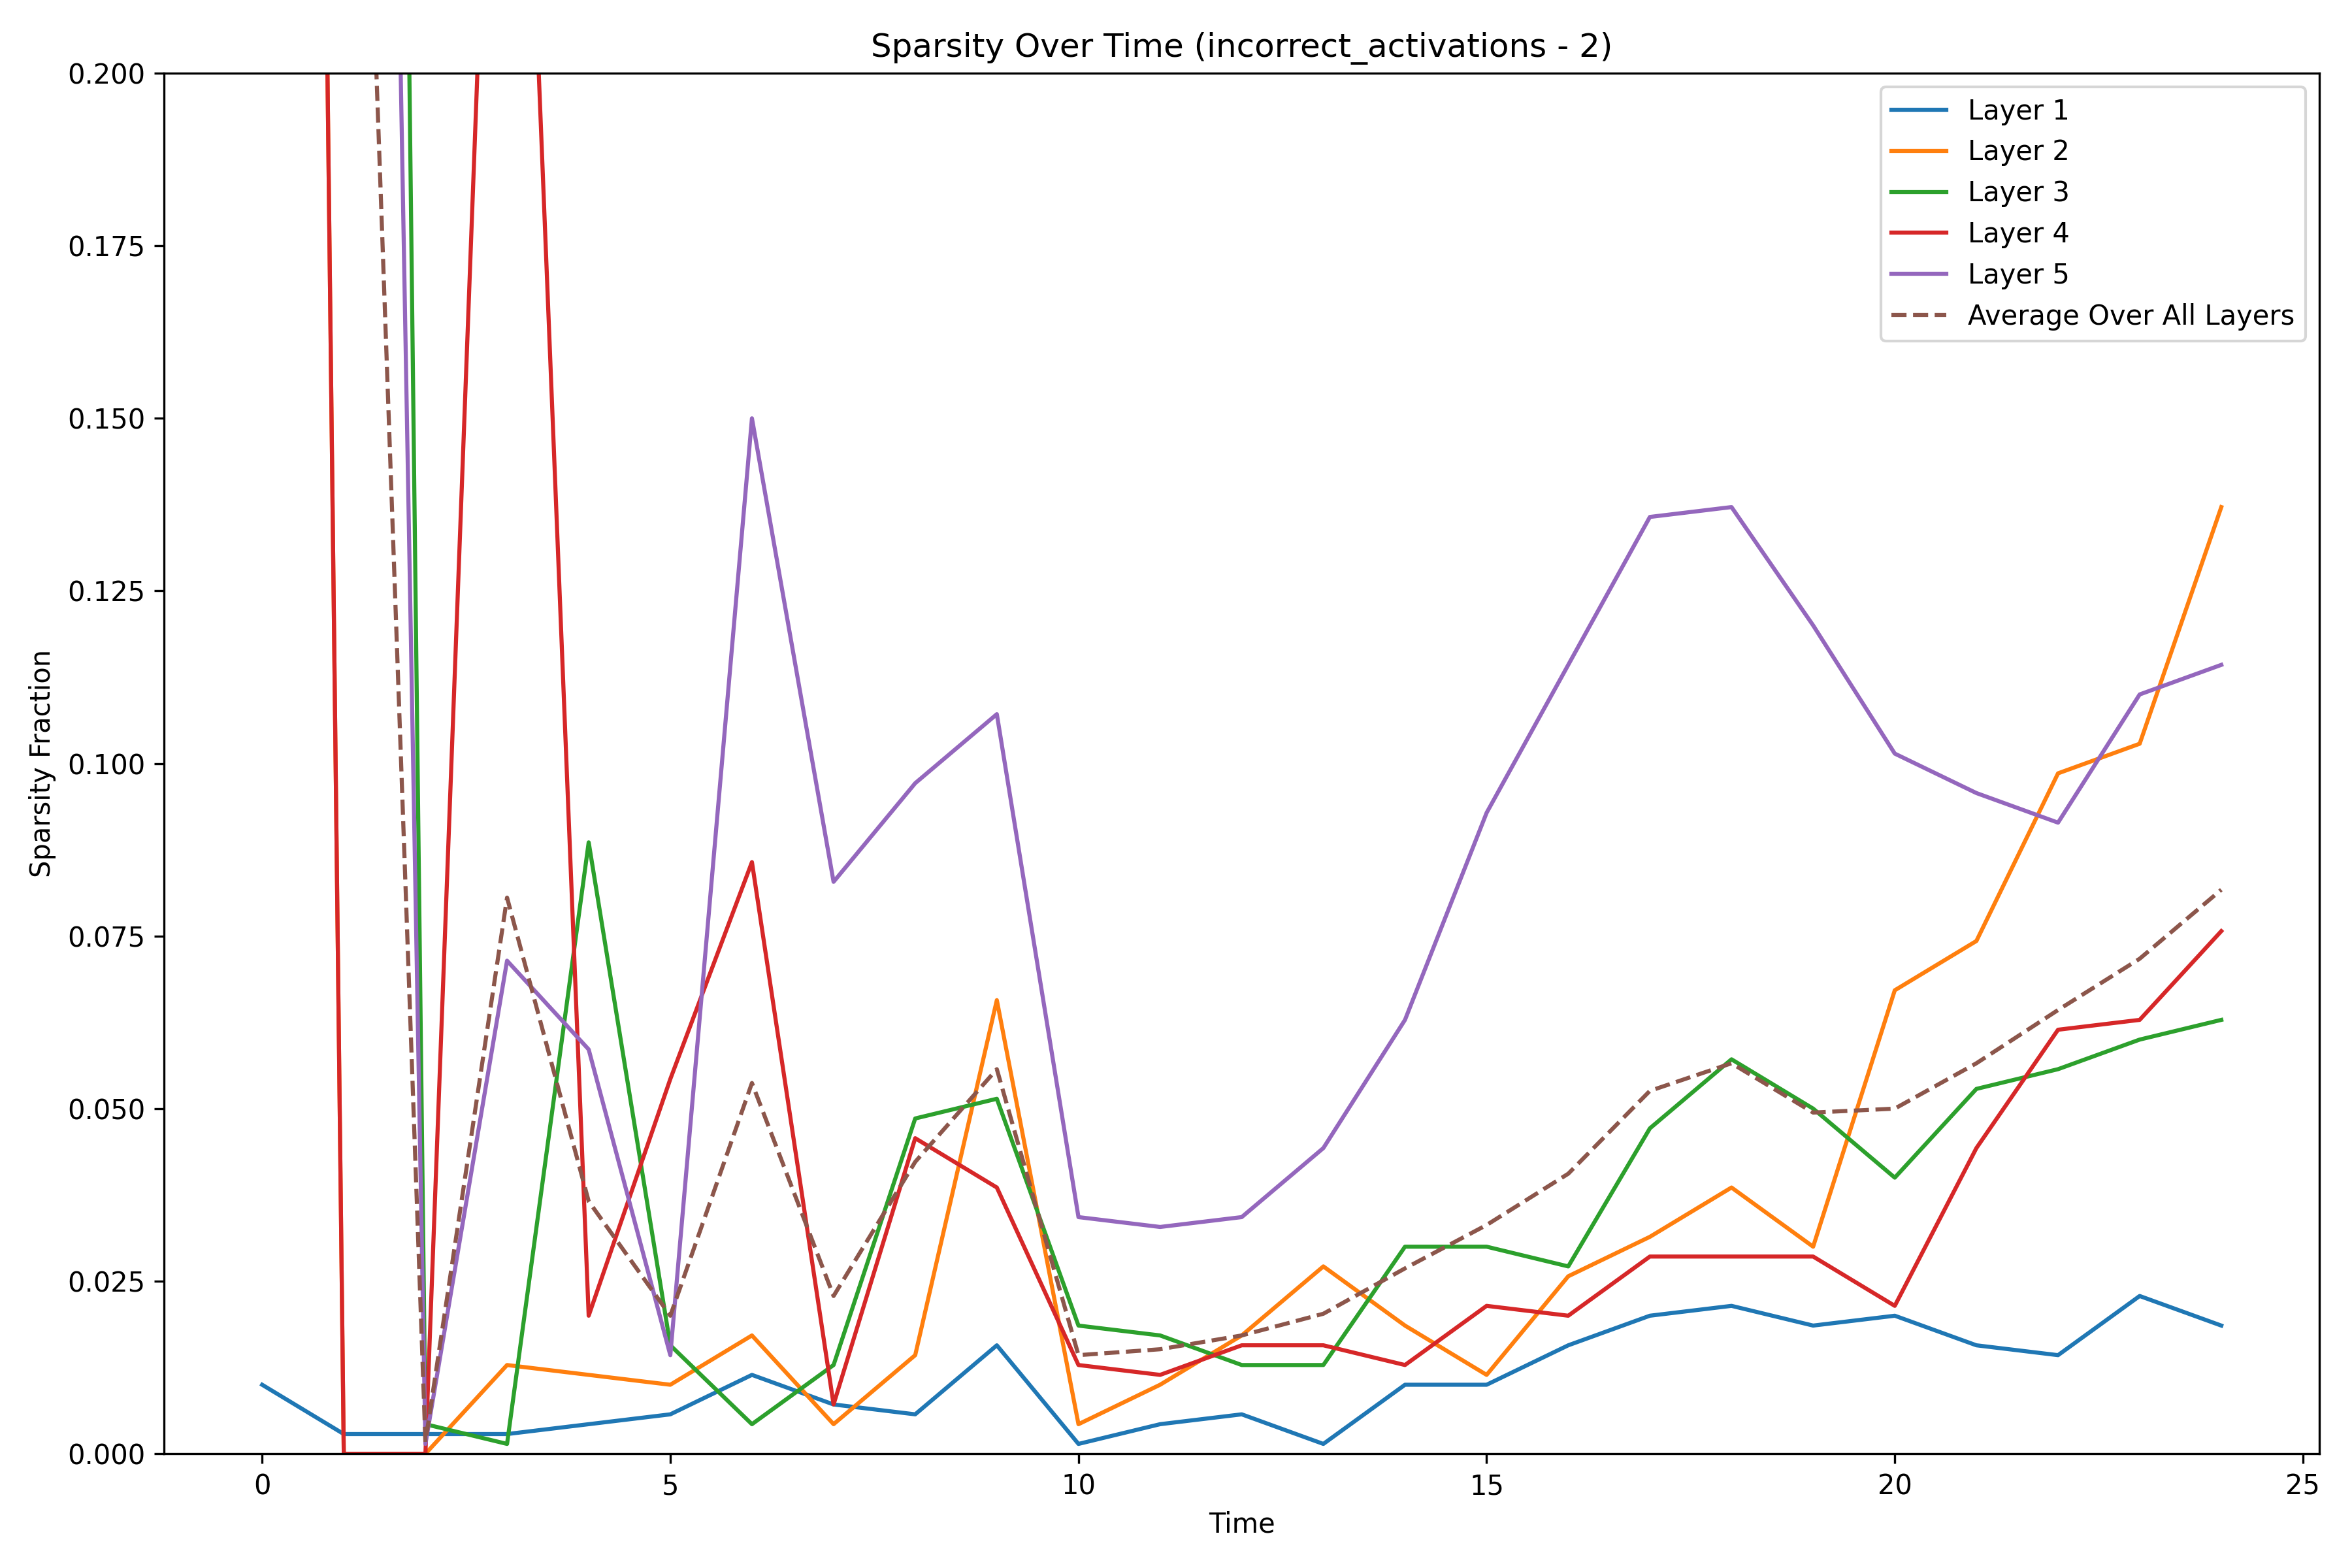 Sparsity Over Time (incorrect_activations - 2)
0.200
0.175
0.150
0.125
0.100
0.075
0.050
0.025
0.000
Sparsity Fraction
Layer 1
Layer 2
Layer 3
Layer 4
Layer 5
Average Over All Layers
0 5 10 15 20 25
Time